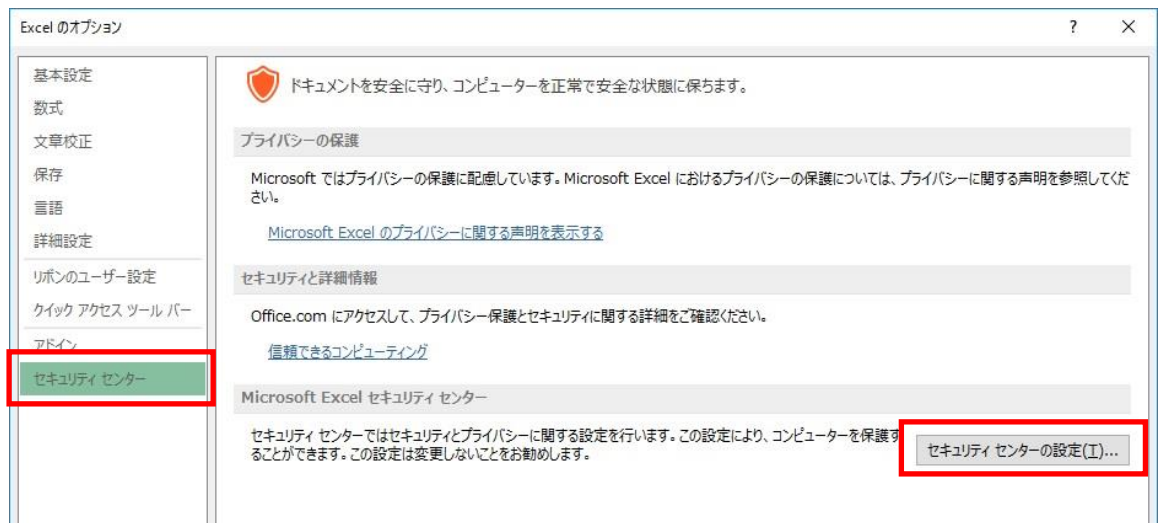 Excel のオプション
?
×
基本設定
数式
文章校正
保存
言語
詳細設定
リボンのユーザー設定
クイック アクセス ツール バー
アドイン
セキュリティ センター
ドキュメントを安全に守り、コンピューターを正常で安全な状態に保ちます。
プライバシーの保護
Microsoft ではプライバシーの保護に配慮しています。Microsoft Excel におけるプライバシーの保護については、プライバシーに関する声明を参照してくだ
さい。
Microsoft Excel のプライバシーに関する声明を表示する
セキュリティと詳細情報
Office.com にアクセスして、プライバシー保護とセキュリティに関する詳細をご確認ください。
信頼できるコンピューティング
Microsoft Excel セキュリティ センター
セキュリティ センターではセキュリティとプライバシーに関する設定を行います。この設定により、コンピューターを保護す
ることができます。この設定は変更しないことをお勧めします。
セキュリティ センターの設定(T)...